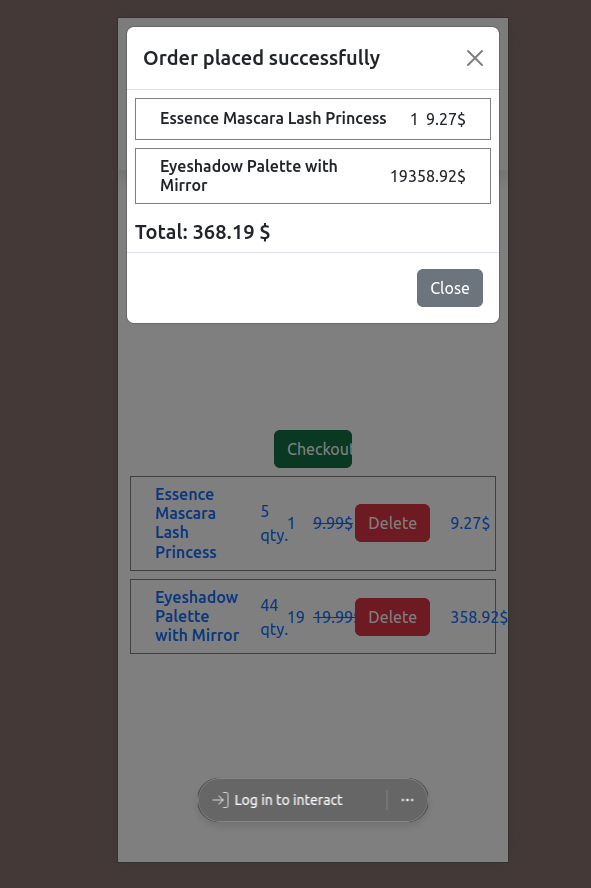 Order placed successfully
Essence Mascara Lash Princess 1 9.27$
Eyeshadow Palette with
Mirror
19358.92$
Total: 368.19 $
Close
Checkout
Essence
Mascara
Lash
Princess
5
qty.
1
9.99$
Delete
9.27$
Eyeshadow
Palette
with Mirror
44
qty.
19
19.99$
Delete
358.92$
Log in to interact